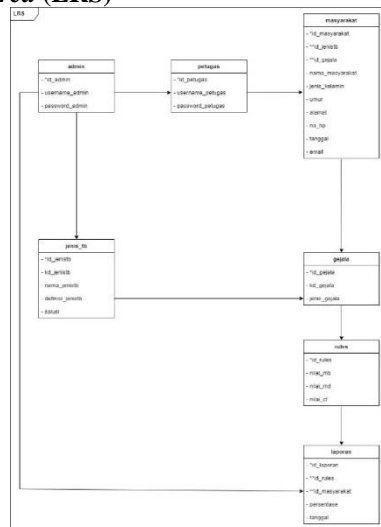 (LRS)
LRS
masyarakat
- *id_masyarakat
- **id_jenistb
- **id_gejala
- nama_masyarakat
- jenis_kelamin
- umur
- alamat
- no_hp
- tanggal
- email
admin
- *id_admin
- username_admin
- password_admin
petugas
- *id_petugas
- username_petugas
- password_petugas
jenis_tb
- *id_jenistb
- kd_jenistb
- nama_jenistb
- definisi_jenistb
- solusi
gejala
- *id_gejala
- kd_gejala
- jenis_gejala
rules
- *id_rules
- nilai_mb
- nilai_md
- nilai_cf
laporan
- *id_laporan
- **id_rules
- **id_masyarakat
- persentase
- tanggal